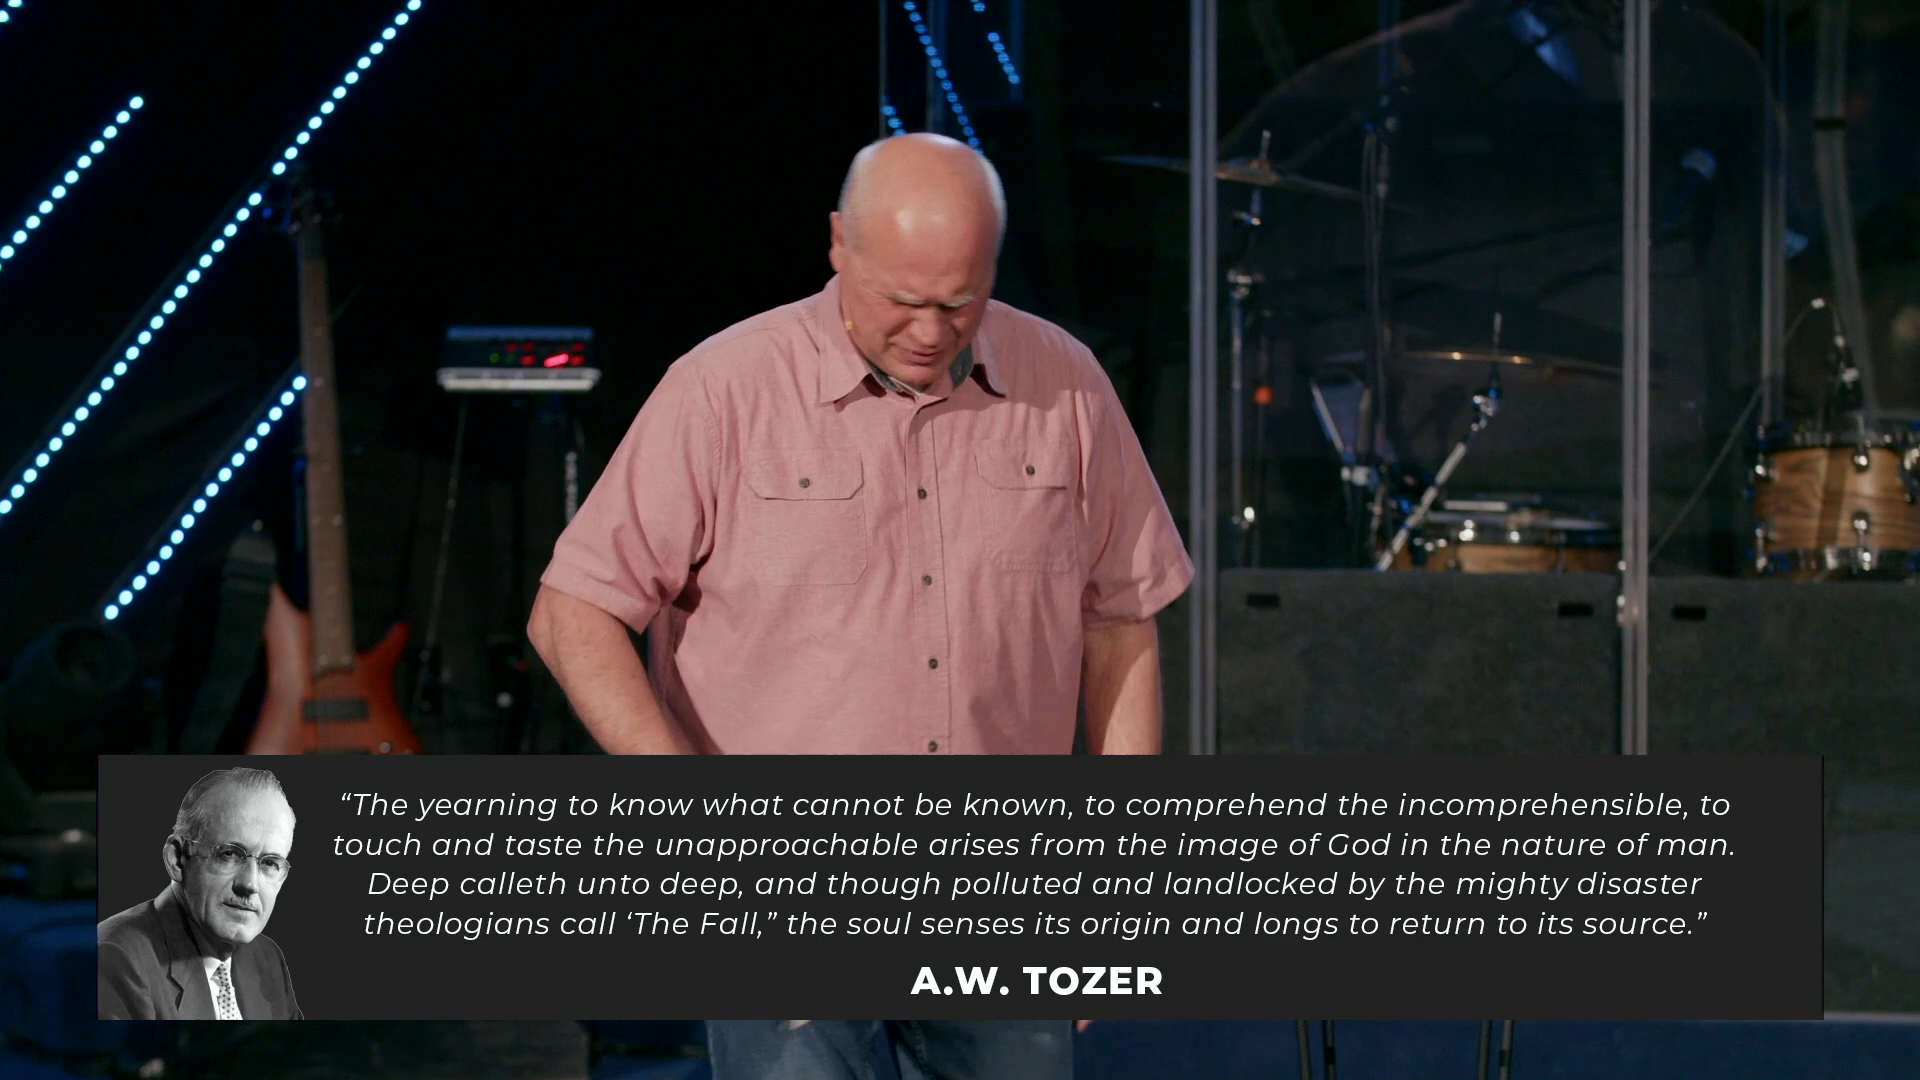 “The yearning to know what cannot be known, to comprehend the incomprehensible, to
touch and taste the unapproachable arises from the image of God in the nature of man.
Deep calleth unto deep, and though polluted and landlocked by the mighty disaster
theologians call ‘The Fall,” the soul senses its origin and longs to return to its source.”
A.W. TOZER